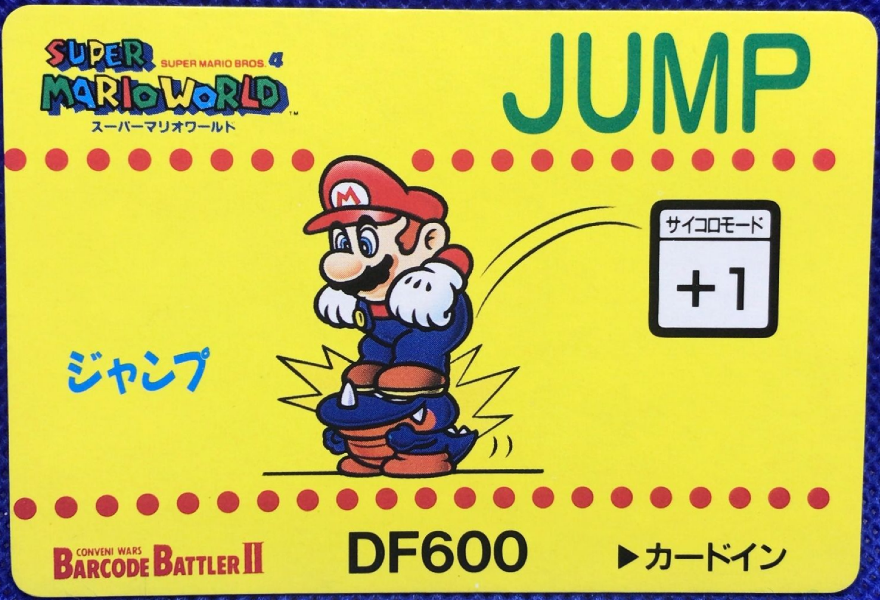 SUPER
SUPER MARIO BROS. 4
MARIO WORLD™
スーパーマリオワールド
JUMP
M
サイコロモード
+1
ジャンプ
CONVENI WARS
BARCODE BATTLER II
DF600
▶カードイン